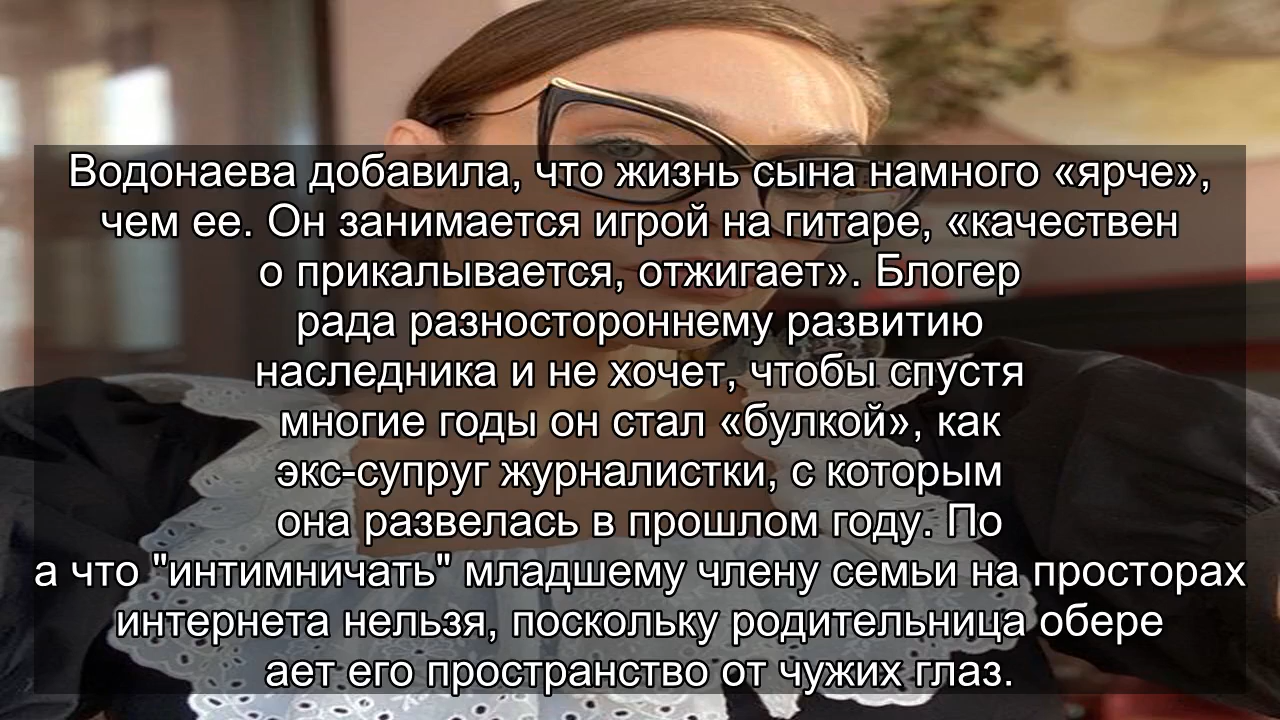 Водонаева добавила, что жизнь сына намного «ярче»,
чем ее. Он занимается игрой на гитаре, «качествен
о прикалывается, отжигает». Блогер
рада разностороннему развитию
наследника и не хочет, чтобы спустя
многие годы он стал «булкой», как
экс-супруг журналистки, с которым
она развелась в прошлом году. По
а что "интимничать" младшему члену семьи на просторах
интернета нельзя, поскольку родительница обере
ает его пространство от чужих глаз.